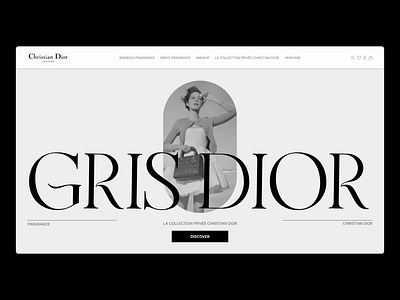 Christian Dior
WOMEN'S FRAGRANCE MEN'S FRAGRANCE MAKEUP LA COLLECTION PRIVÉE CHRISTIAN DIOR SKINCARE
GRIS DIOR
FRAGRANCE
LA COLLECTION PRIVÉE CHRISTIAN DIOR
CHRISTIAN DIOR
DISCOVER